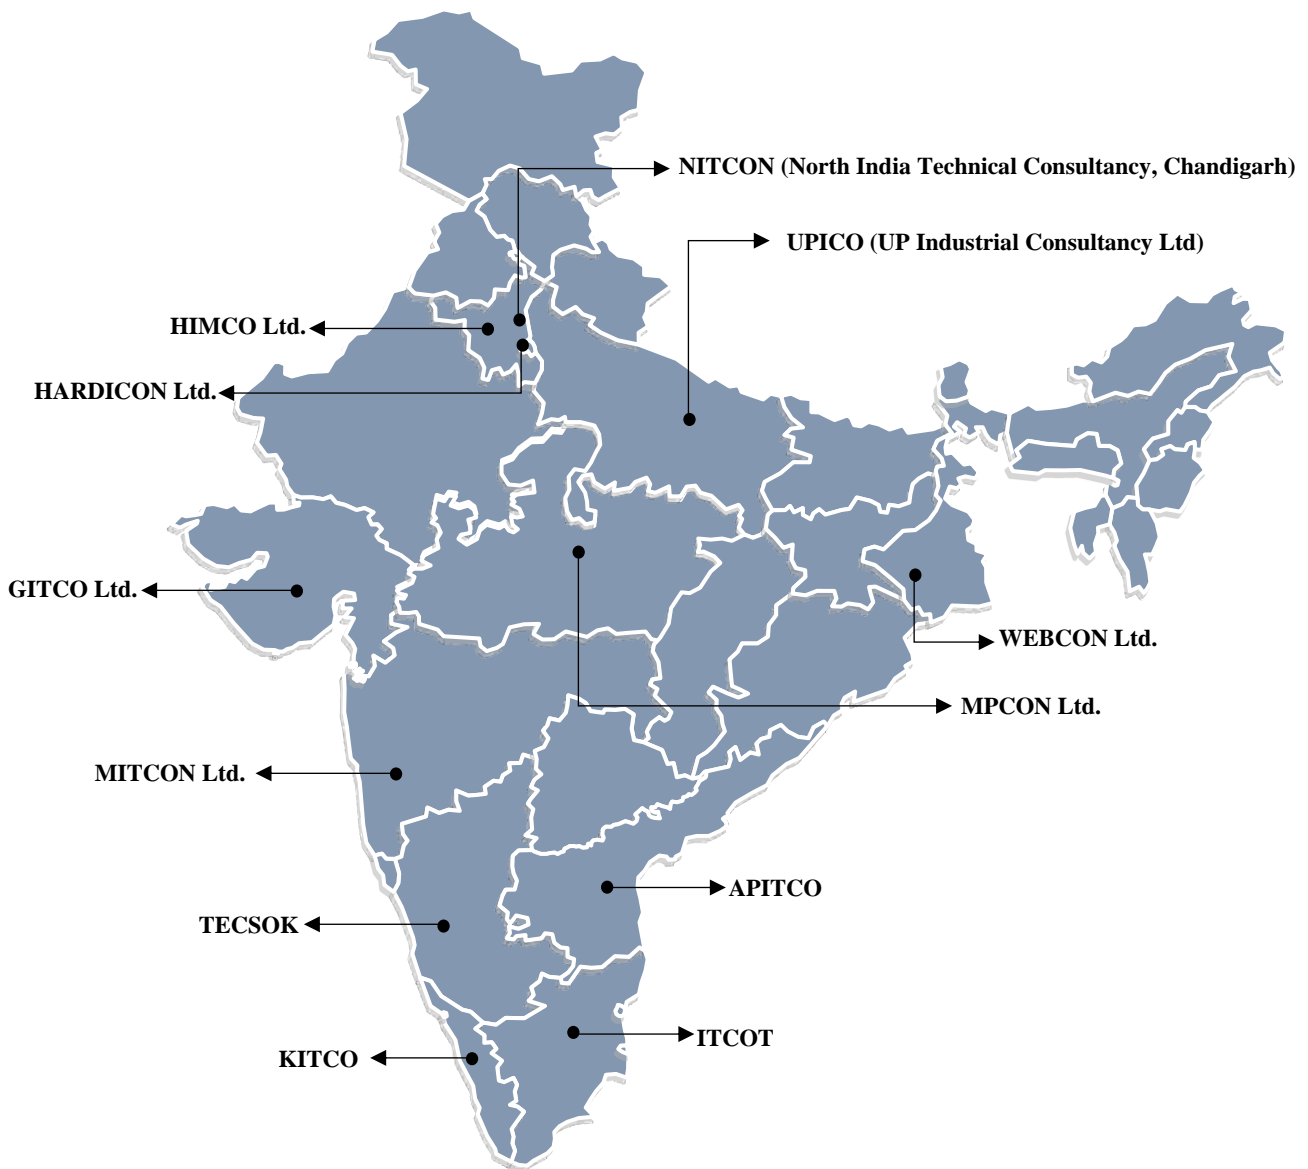 NITCON (North India Technical Consultancy, Chandigarh)
UPICO (UP Industrial Consultancy Ltd)
HIMCO Ltd.
HARDICON Ltd.
GITCO Ltd.
WEBCON Ltd.
MPCON Ltd.
MITCON Ltd.
APITCO
TECSOK
ITCOT
KITCO